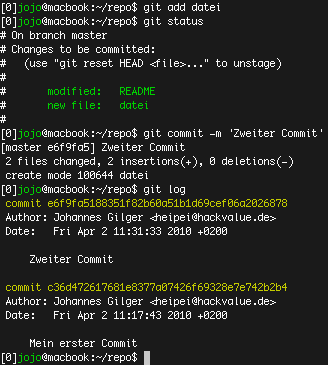 [0]jojo@macbook:~/repo$ git add datei
[0]jojo@macbook:~/repo$ git status
# On branch master
# Changes to be committed:
#   (use "git reset HEAD <file>..." to unstage)
#
#       modified:   README
#       new file:   datei
#
[0]jojo@macbook:~/repo$ git commit -m 'Zweiter Commit'
[master e6f9fa5] Zweiter Commit
2 files changed, 2 insertions(+), 0 deletions(-)
create mode 100644 datei
[0]jojo@macbook:~/repo$ git log
commit e6f9fa5188351f82b60a51b1d69cef06a2026878
Author: Johannes Gilger <heipei@hackvalue.de>
Date:   Fri Apr 2 11:31:33 2010 +0200
Zweiter Commit
commit c36d472617681e8377a07426f69328e7e742b2b4
Author: Johannes Gilger <heipei@hackvalue.de>
Date:   Fri Apr 2 11:17:43 2010 +0200
Mein erster Commit
[0]jojo@macbook:~/repo$